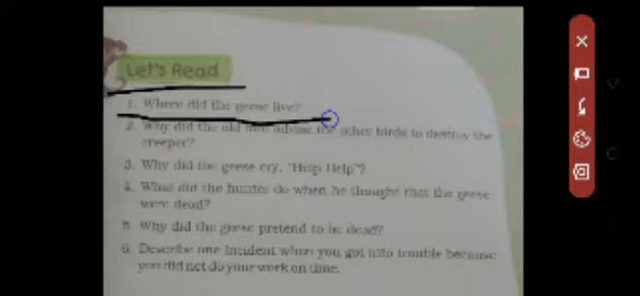 Let's Read
1. Where did the geese live?
2. Why did the old man advise the other birds to destroy the
creeper?
3. Why did the geese cry, "Help Help"?
4. What did the hunter do when he thought that the geese
were dead?
5. Why did the geese pretend to be dead?
6. Describe one incident when you got into trouble because
you did not do your work on time.